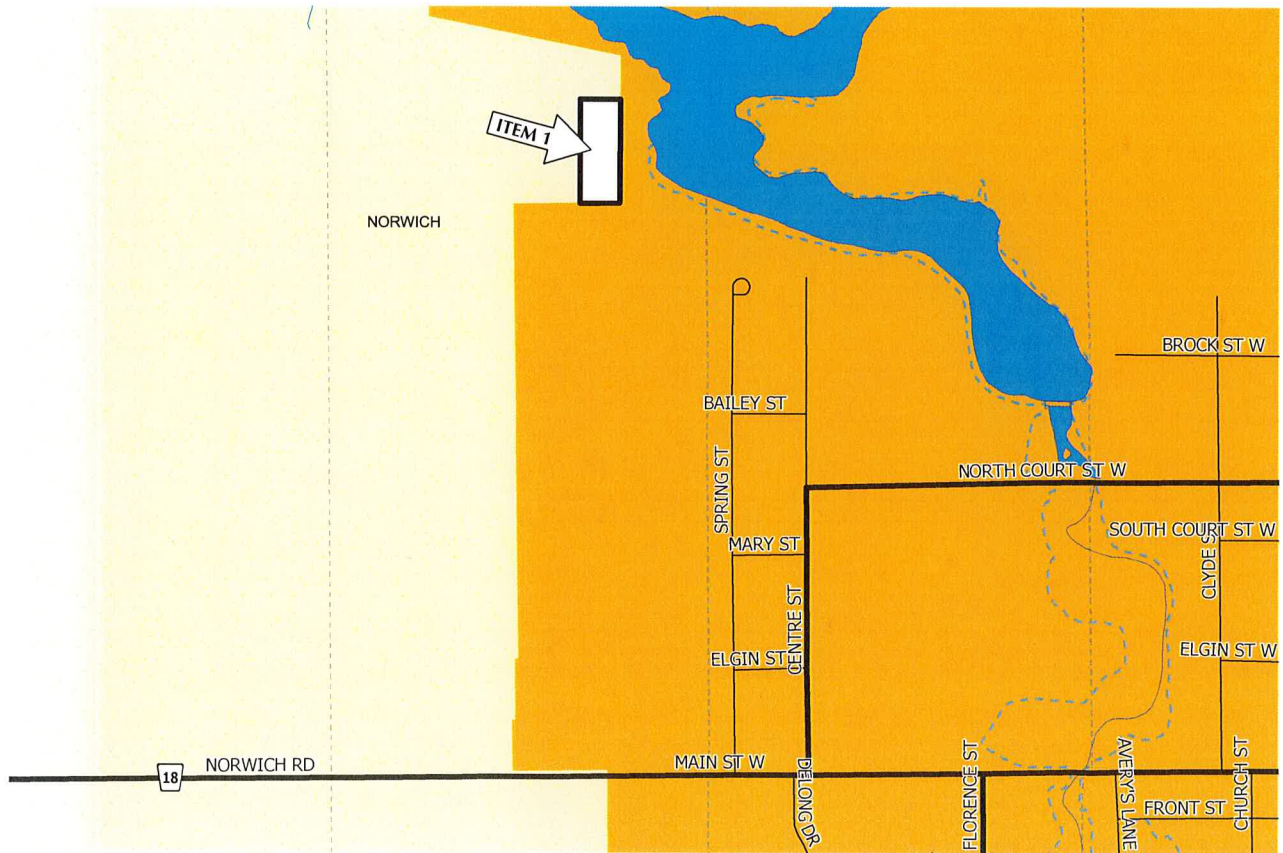 ITEM 1
NORWICH
BROCK ST W
BAILEY ST
SPRING ST
NORTH COURT ST W
SOUTH COURT ST W
CLYDE S
MARY ST
CENTRE ST
ELGIN ST
ELGIN ST W
18
NORWICH RD
MAIN ST W
DELONG DR
FLORENCE ST
AVERY'S LANE
FRONT ST
CHURCH ST